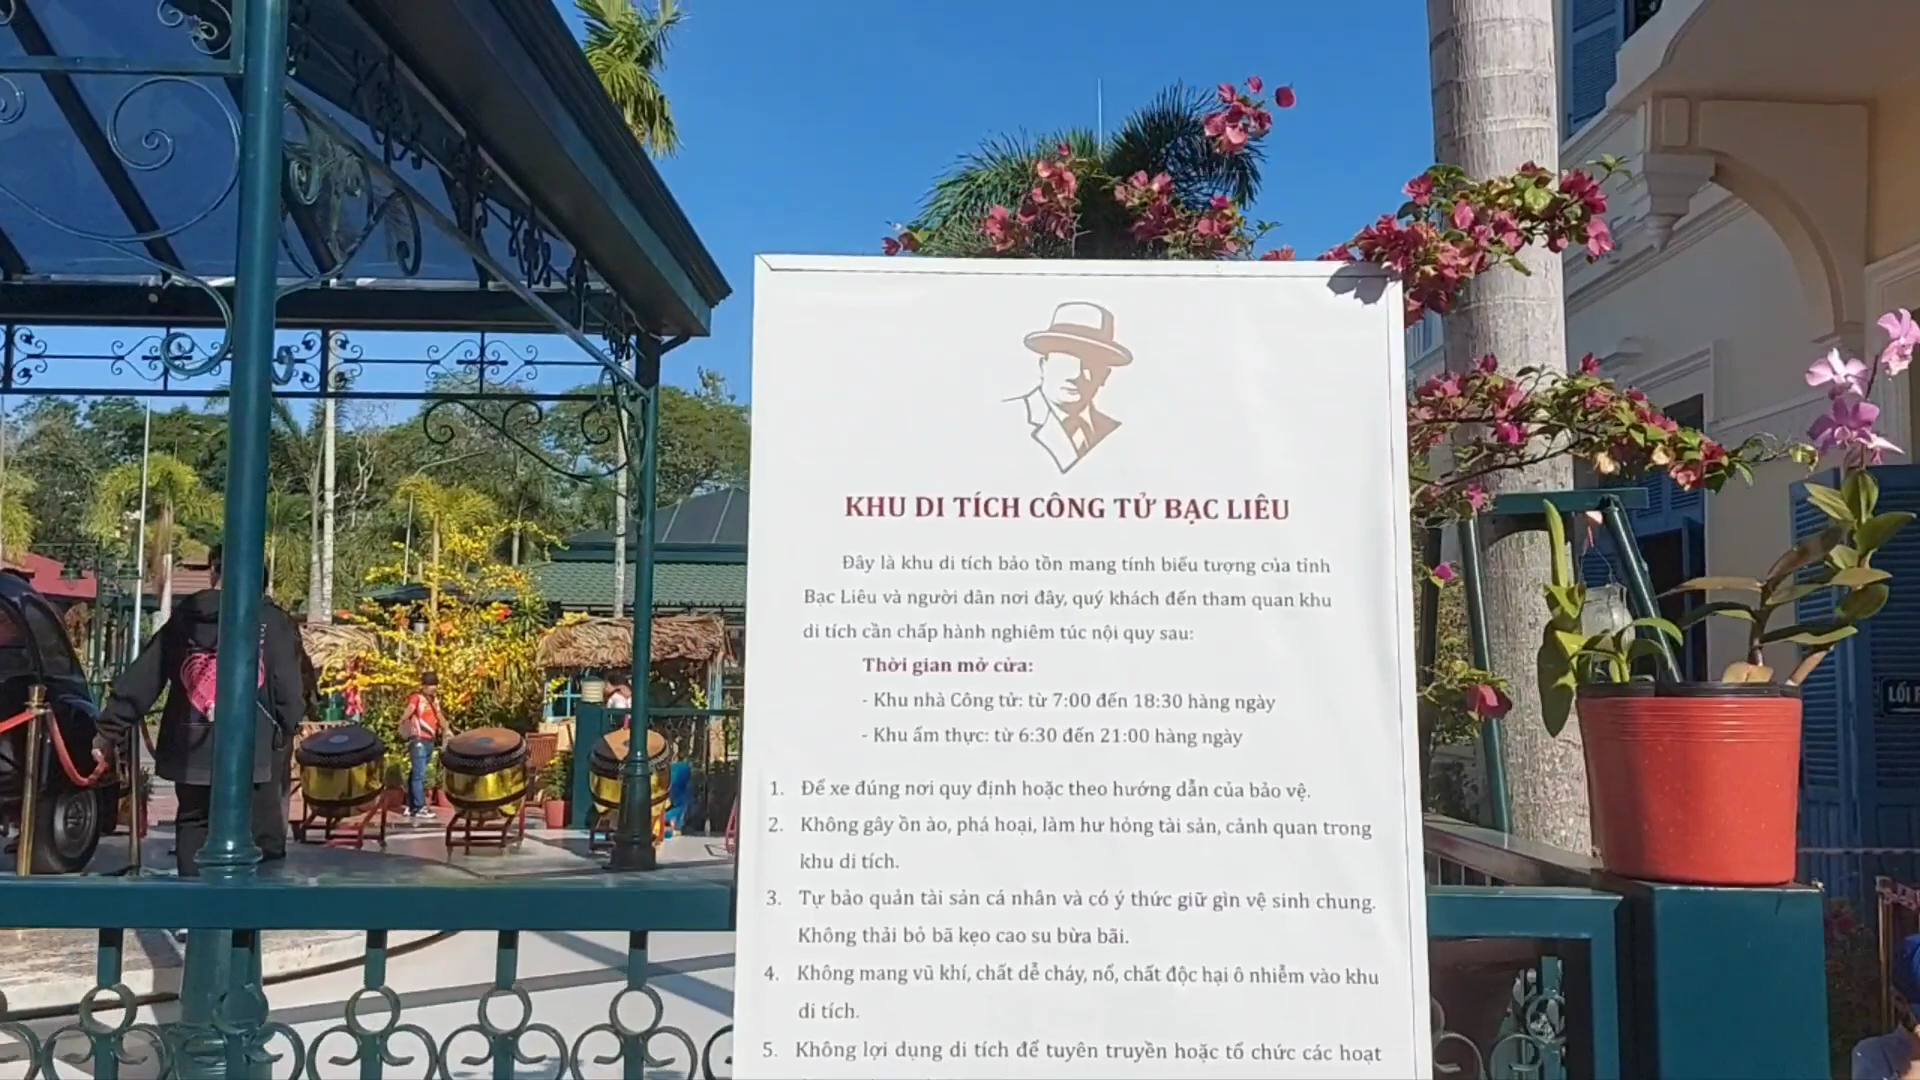 KHU DI TÍCH CÔNG TỬ BẠC LIÊU
Đây là khu di tích bảo tồn mang tính biểu tượng của tỉnh
Bạc Liêu và người dân nơi đây, quý khách đến tham quan khu
di tích cần chấp hành nghiêm túc nội quy sau:
Thời gian mở cửa:
- Khu nhà Công tử: từ 7:00 đến 18:30 hàng ngày
- Khu ẩm thực: từ 6:30 đến 21:00 hàng ngày
1. Để xe đúng nơi quy định hoặc theo hướng dẫn của bảo vệ.
2. Không gây ồn ào, phá hoại, làm hư hỏng tài sản, cảnh quan trong
khu di tích.
3. Tự bảo quản tài sản cá nhân và có ý thức giữ gìn vệ sinh chung.
Không thải bỏ bã kẹo cao su bừa bãi.
4. Không mang vũ khí, chất dễ cháy, nổ, chất độc hại ô nhiễm vào khu
di tích.
5. Không lợi dụng di tích để tuyên truyền hoặc tổ chức các hoạt
LỐI